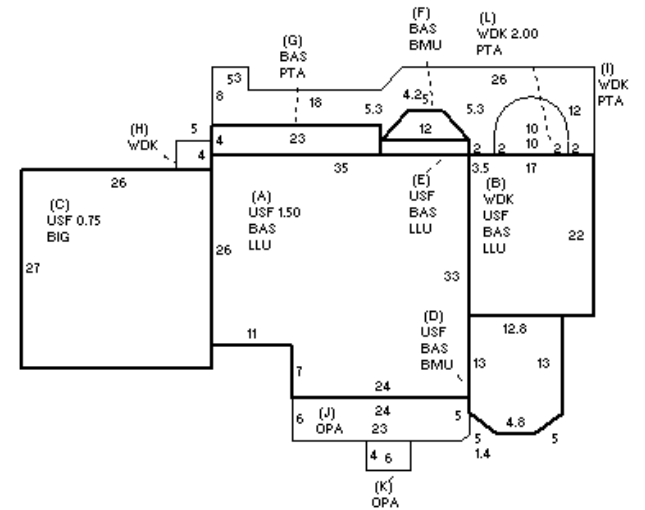 (F)
BAS
BMU
(L)
WDK 2.00
PTA
(G)
BAS
PTA
(I)
WDK
PTA
53
8
18
4.2
5
26
5.3
5.3
12
(H)
WDK
5
4
4
23
12
10
10
2
2
2
2
26
35
3.5
17
(C)
USF 0.75
BIG
(A)
USF 1.50
BAS
LLU
(E)
USF
BAS
LLU
(B)
WDK
USF
BAS
LLU
27
26
22
33
11
(D)
USF
BAS
BMU
12.8
7
13
13
24
6
(J)
OPA
24
23
5
4.8
5
1.4
5
4
6
(K)
OPA